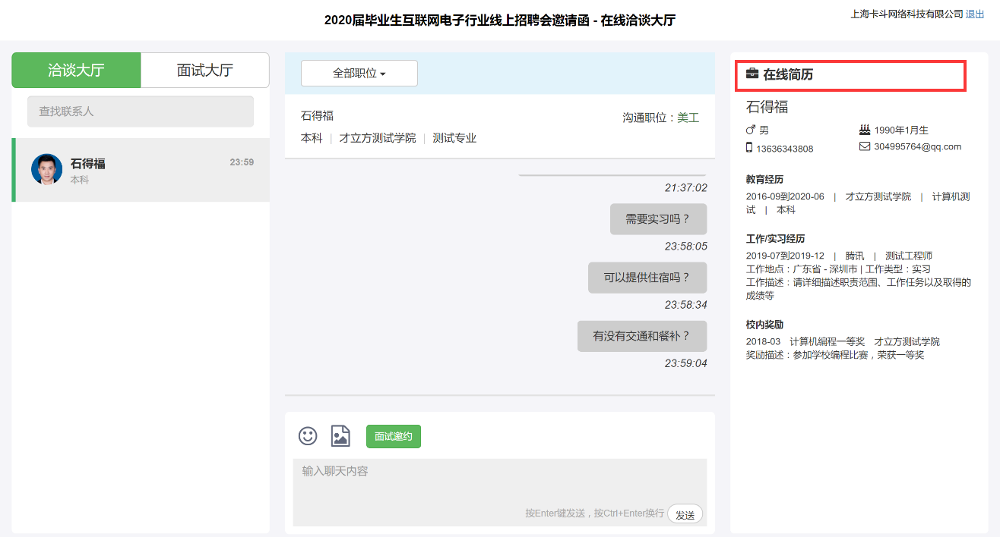 2020届毕业生互联网电子行业线上招聘会邀请函 - 在线洽谈大厅
上海卡斗网络科技有限公司 退出
洽谈大厅
面试大厅
查找联系人
石得福
23:59
本科
全部职位
石得福
沟通职位：美工
本科 | 才立方测试学院 | 测试专业
21:37:02
需要实习吗？
23:58:05
可以提供住宿吗？
23:58:34
有没有交通和餐补？
23:59:04
面试邀约
输入聊天内容
按Enter键发送，按Ctrl+Enter换行
发送
在线简历
石得福
男
1990年1月生
13636343808
304995764@qq.com
教育经历
2016-09到2020-06 | 才立方测试学院 | 计算机测
试 | 本科
工作/实习经历
2019-07到2019-12 | 腾讯 | 测试工程师
工作地点：广东省 - 深圳市 | 工作类型：实习
工作描述：请详细描述职责范围、工作任务以及取得的
成绩等
校内奖励
2018-03 计算机编程一等奖 才立方测试学院
奖励描述：参加学校编程比赛，荣获一等奖